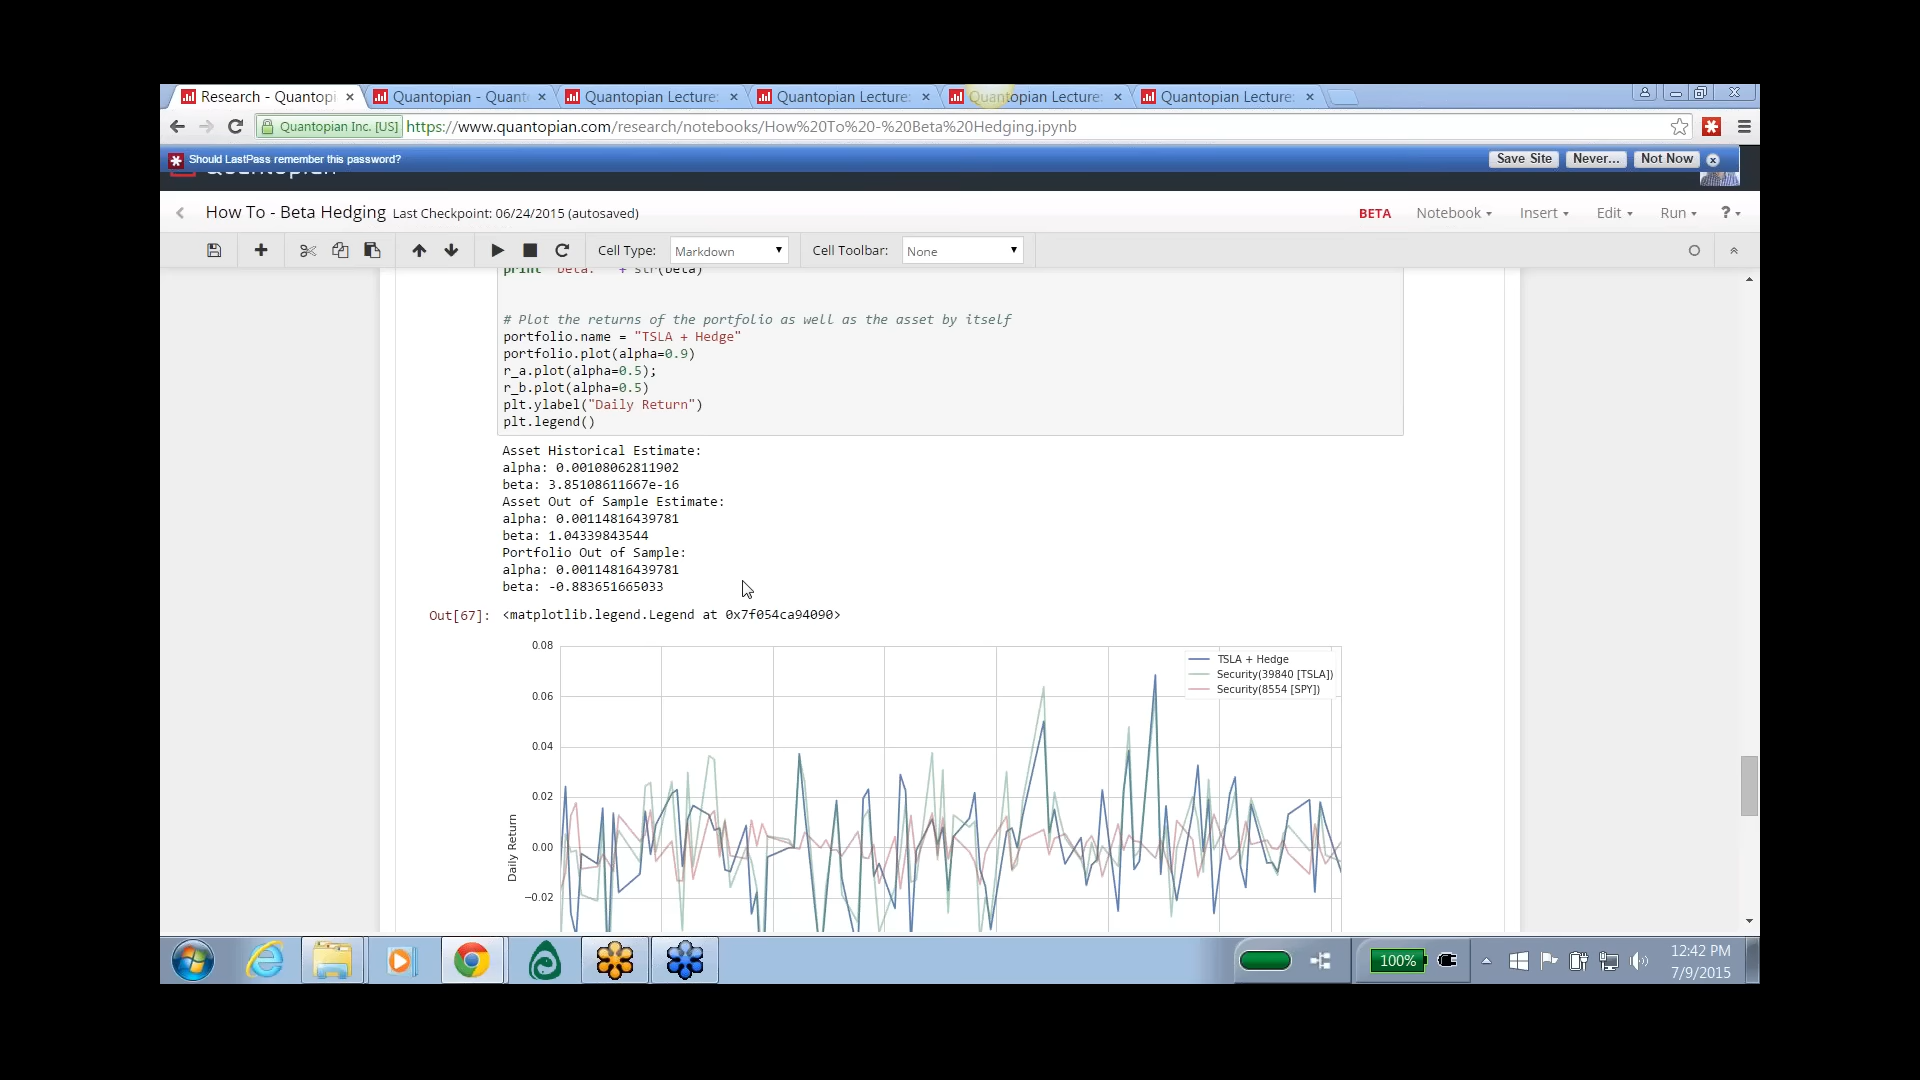 Research - Quantopi
Quantopian - Quant
Quantopian Lecture:
Quantopian Lecture:
Quantopian Lecture:
Quantopian Lecture:
Quantopian Inc. [US]
https://www.quantopian.com/research/notebooks/How%20To%20-%20Beta%20Hedging.ipynb
Should LastPass remember this password?
Save Site
Never...
Not Now
Quantopian
How To - Beta Hedging Last Checkpoint: 06/24/2015 (autosaved)
BETA
Notebook
Insert
Edit
Run
?
Cell Type:
Markdown
Cell Toolbar:
None
print "beta: " + str(beta)
# Plot the returns of the portfolio as well as the asset by itself
portfolio.name = "TSLA + Hedge"
portfolio.plot(alpha=0.9)
r_a.plot(alpha=0.5);
r_b.plot(alpha=0.5)
plt.ylabel("Daily Return")
plt.legend()
Asset Historical Estimate:
alpha: 0.00108062811902
beta: 3.85108611667e-16
Asset Out of Sample Estimate:
alpha: 0.00114816439781
beta: 1.04339843544
Portfolio Out of Sample:
alpha: 0.00114816439781
beta: -0.883651665033
Out[67]: <matplotlib.legend.Legend at 0x7f054ca94090>
0.08
TSLA + Hedge
Security(39840 [TSLA])
Security(8554 [SPY])
0.06
0.04
0.02
0.00
−0.02
Daily Return
100%
12:42 PM
7/9/2015